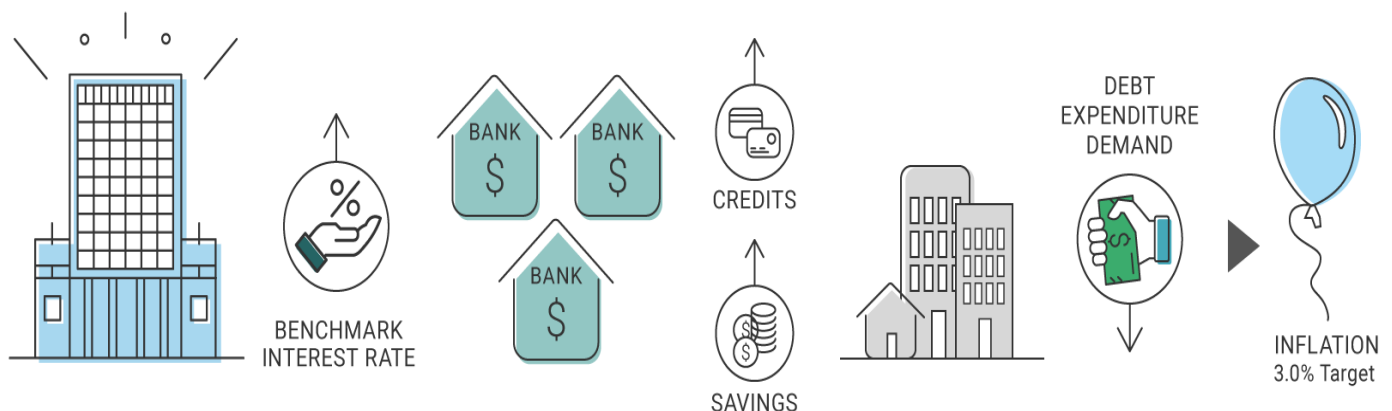 %
BENCHMARK
INTEREST RATE
BANK
$
BANK
$
BANK
$
CREDITS
$
$
SAVINGS
DEBT
EXPENDITURE
DEMAND
$
INFLATION
3.0% Target